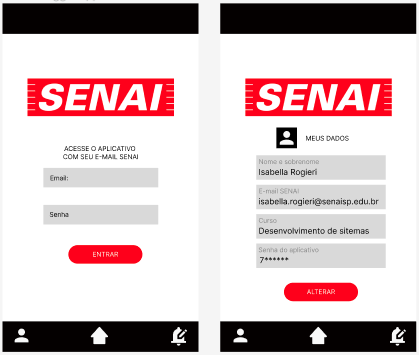 SENAI
ACESSE O APLICATIVO
COM SEU E-MAIL SENAI
Email:
Senha
ENTRAR
SENAI
MEUS DADOS
Nome e sobrenome
Isabella Rogieri
E-mail SENAI
isabella.rogieri@senaisp.edu.br
Curso
Desenvolvimento de sitemas
Senha do aplicativo
7******
ALTERAR